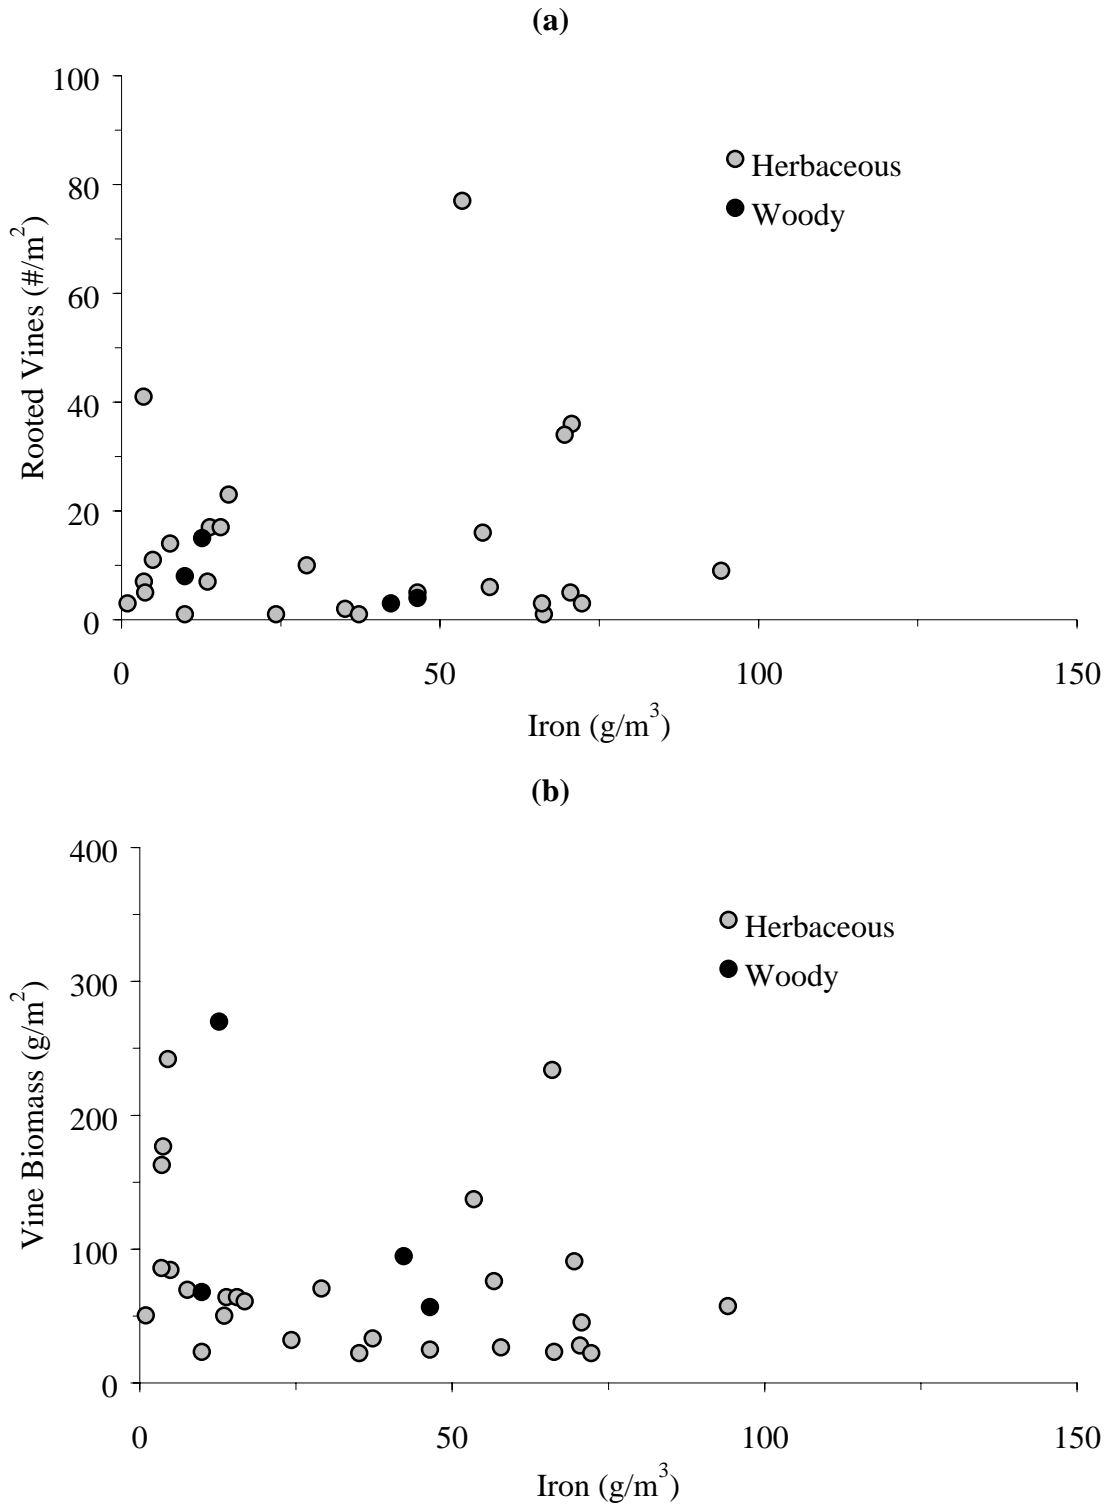 (a)
100
80
60
40
20
0
Rooted Vines (#/m²)
Herbaceous
Woody
0 50 100 150
Iron (g/m³)
(b)
400
300
200
100
0
Vine Biomass (g/m²)
Herbaceous
Woody
0 50 100 150
Iron (g/m³)